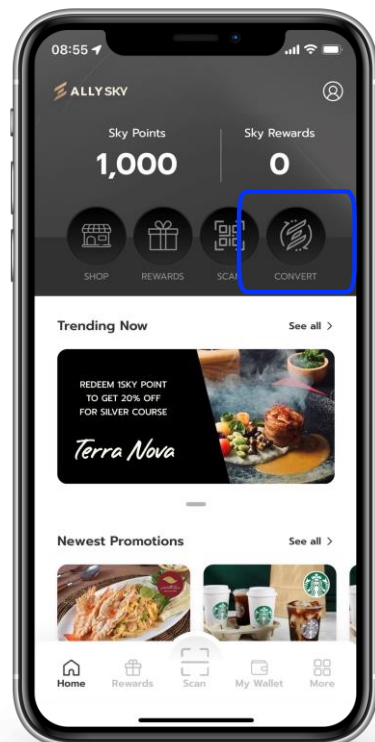 08:55
ALLYSKY
Sky Points
Sky Rewards
1,000
0
SHOP
REWARDS
SCAN
CONVERT
Trending Now
See all >
REDEEM 1SKY POINT
TO GET 20% OFF
FOR SILVER COURSE
Terra Nova
Newest Promotions
See all >
Home
Rewards
Scan
My Wallet
More